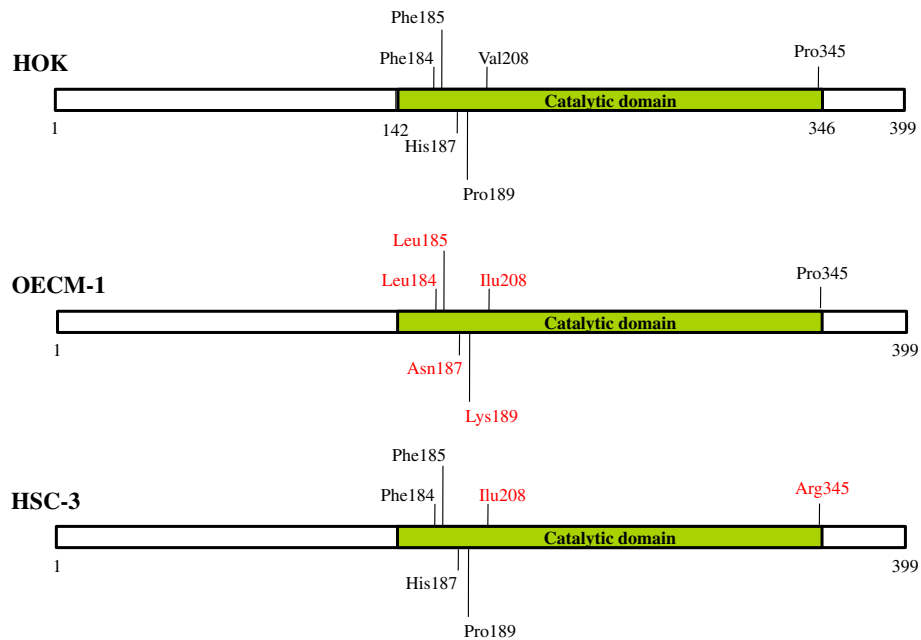 Phe185
Phe184
Val208
Pro345
HOK
Catalytic domain
1
142
346
399
His187
Pro189
Leu185
Leu184
Ilu208
Pro345
OECM-1
Catalytic domain
1
399
Asn187
Lys189
Phe185
Phe184
Ilu208
Arg345
HSC-3
Catalytic domain
1
399
His187
Pro189